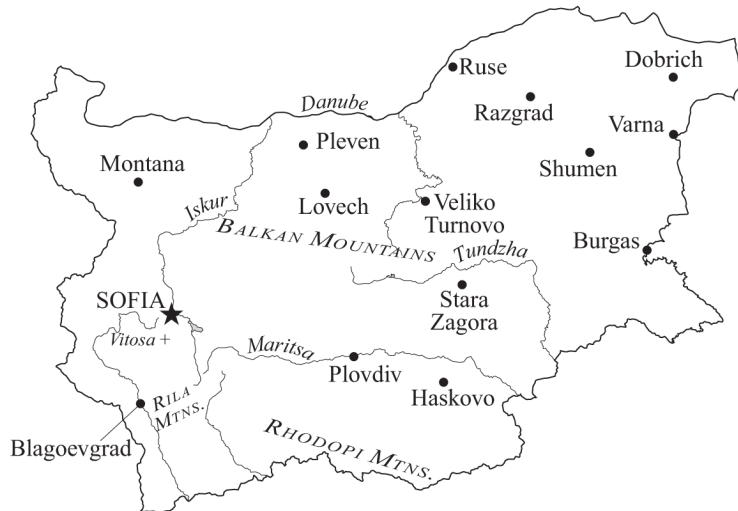 Ruse
Dobrich
Danube
Razgrad
Varna
Pleven
Montana
Shumen
Iskur
Lovech
Veliko
Turnovo
BALKAN MOUNTAINS
Tundzha
Burgas
SOFIA
Stara
Zagora
Vitosa +
Maritsa
Plovdiv
RILA
MTNS.
Haskovo
Blagoevgrad
RHODOPI MTNS.